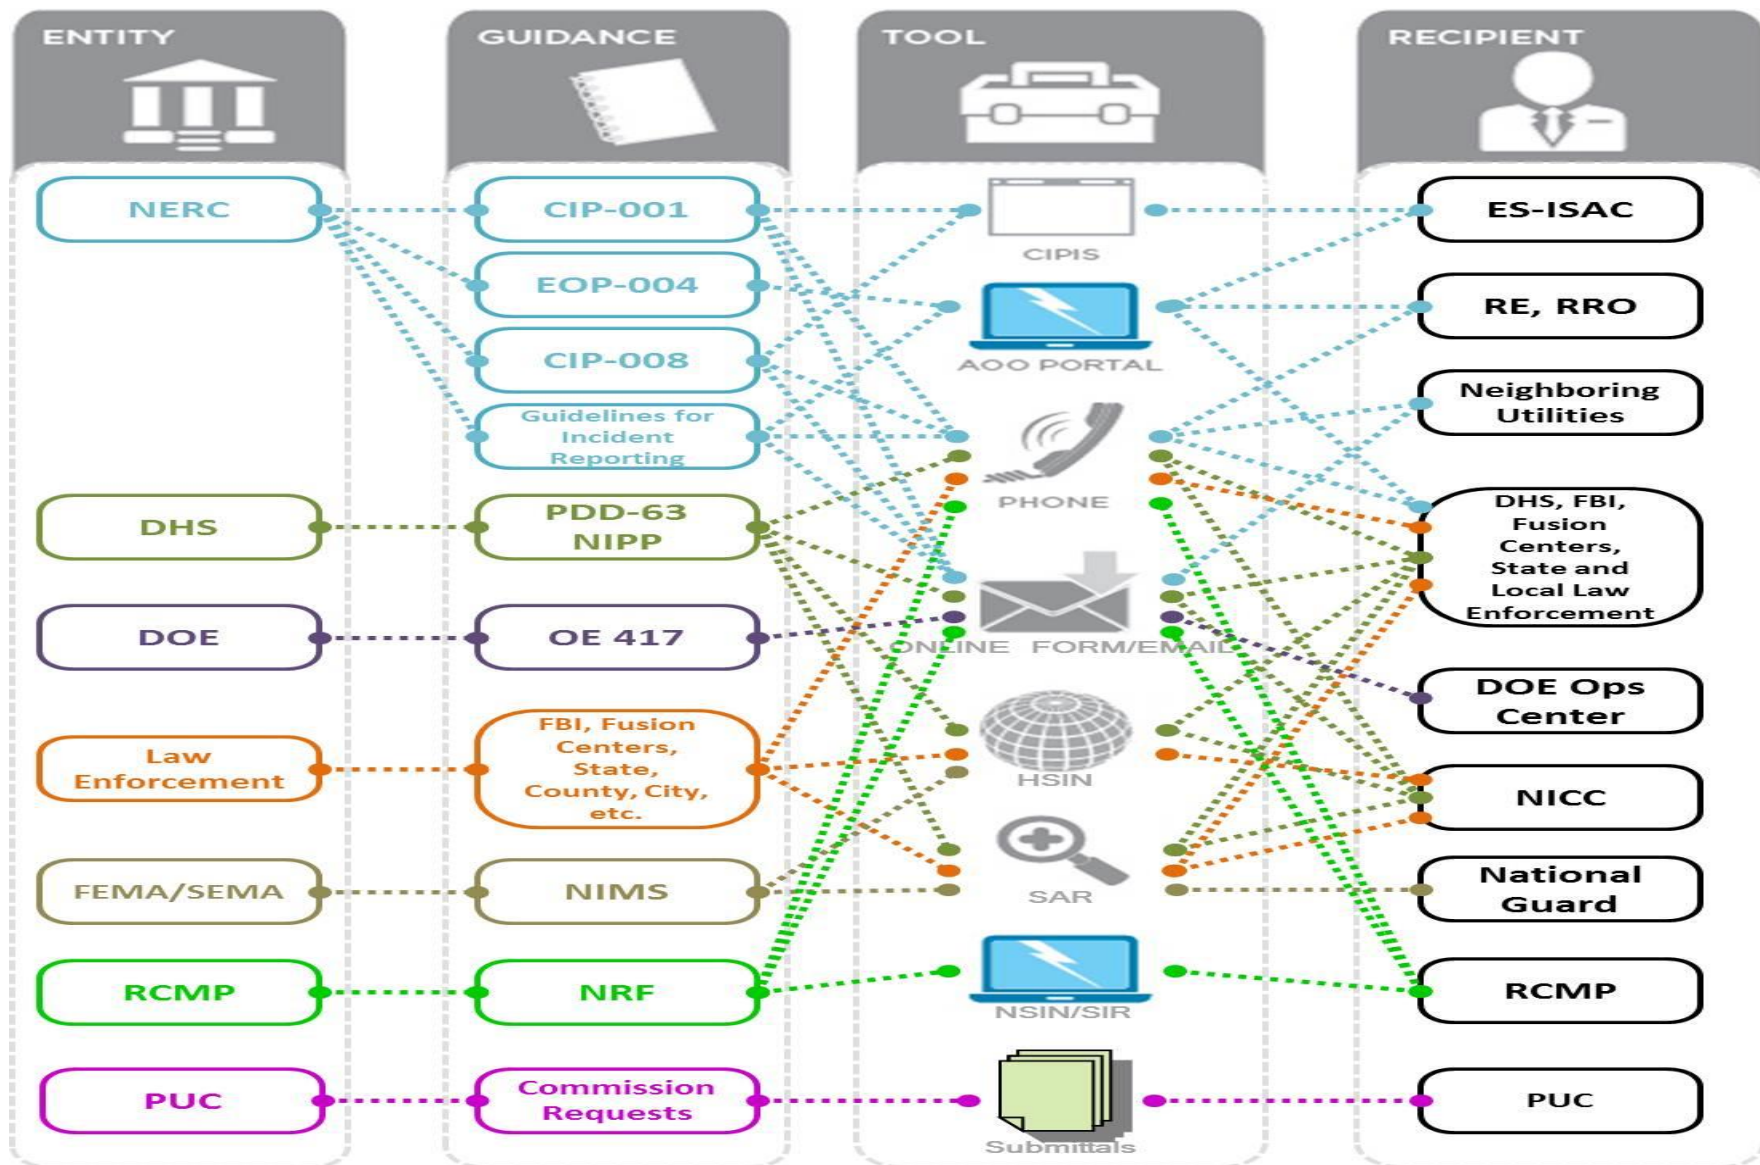 ENTITY
GUIDANCE
TOOL
RECIPIENT
NERC
CIP-001
CIPIS
ES-ISAC
EOP-004
AOO PORTAL
RE, RRO
CIP-008
Guidelines for
Incident
Reporting
PHONE
Neighboring
Utilities
DHS
PDD-63
NIPP
DHS, FBI,
Fusion
Centers,
State and
Local Law
Enforcement
DOE
OE 417
ONLINE FORM/EMAIL
DOE Ops
Center
Law
Enforcement
FBI, Fusion
Centers,
State,
County, City,
etc.
HSIN
NICC
FEMA/SEMA
NIMS
SAR
National
Guard
RCMP
NRF
NSIN/SIR
RCMP
PUC
Commission
Requests
Submittals
PUC